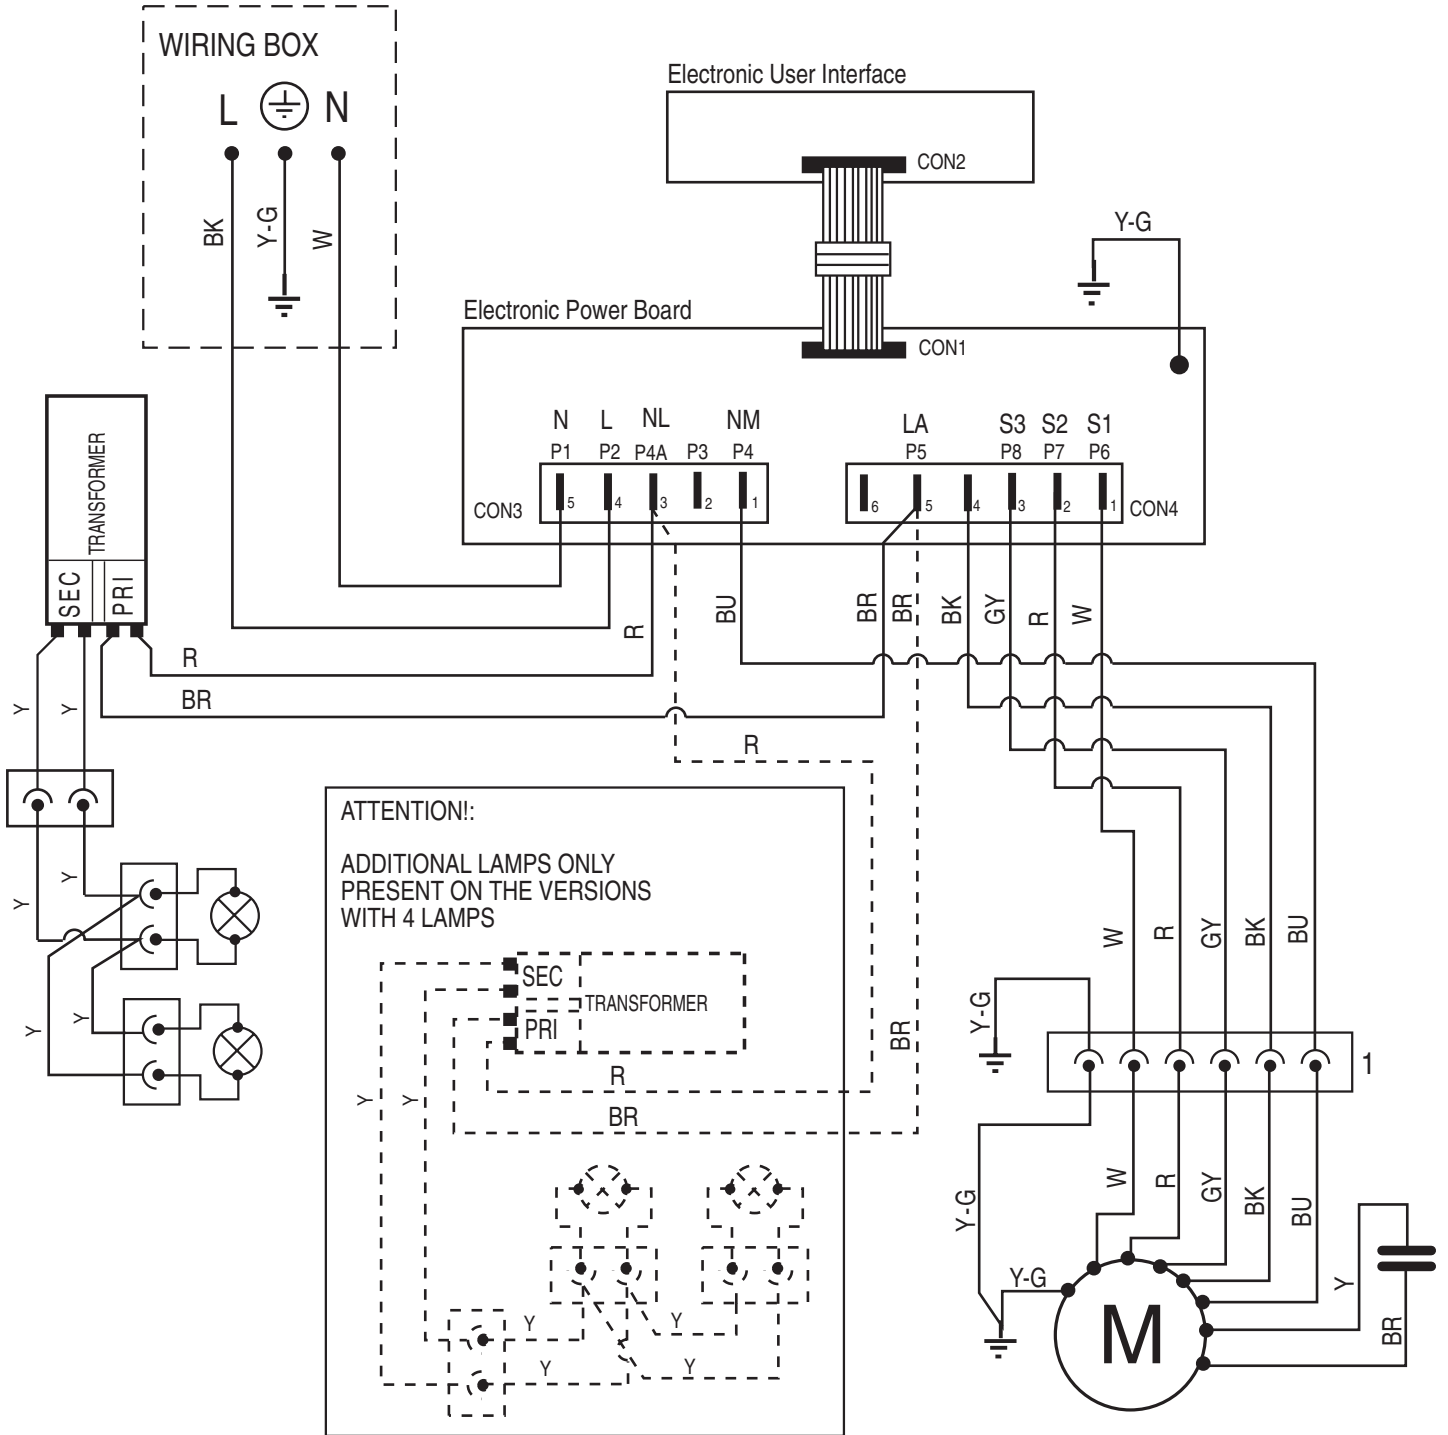 WIRING BOX
L N
BK
Y-G
W
Electronic User Interface
CON2
Y-G
Electronic Power Board
CON1
N L NL NM LA S3 S2 S1
P1 P2 P4A P3 P4 P5 P8 P7 P6
CON3 5 4 3 2 1 6 5 4 3 2 1 CON4
TRANSFORMER
SEC
PRI
R
BU
BR
BR
BK
GY
R
W
R
BR
Y
Y
R
ATTENTION!:
ADDITIONAL LAMPS ONLY
PRESENT ON THE VERSIONS
WITH 4 LAMPS
Y
Y
Y
Y
SEC
TRANSFORMER
PRI
R
BR
BR
Y
Y
Y
Y
Y
Y
W
R
GY
BK
BU
Y-G
1
Y-G
W
R
GY
BK
BU
Y-G
M
Y
BR